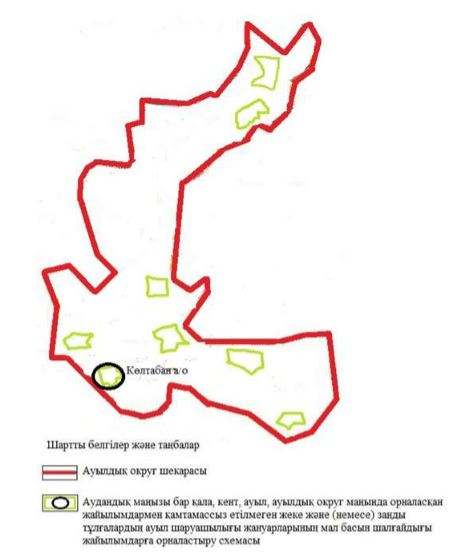 Көлтабан а/о
Шартты белгілер және таңбалар
Ауылдық округ шекарасы
Аудандық маңызы бар қала, кент, ауыл, ауылдық округ маңында орналасқан
жайылымдармен қамтамассыз етілмеген жеке және (немесе) заңды
тұлғалардың ауыл шаруашылығы жануарларының мал басын шалғайдығы
жайылымдарға орналастыру схемасы